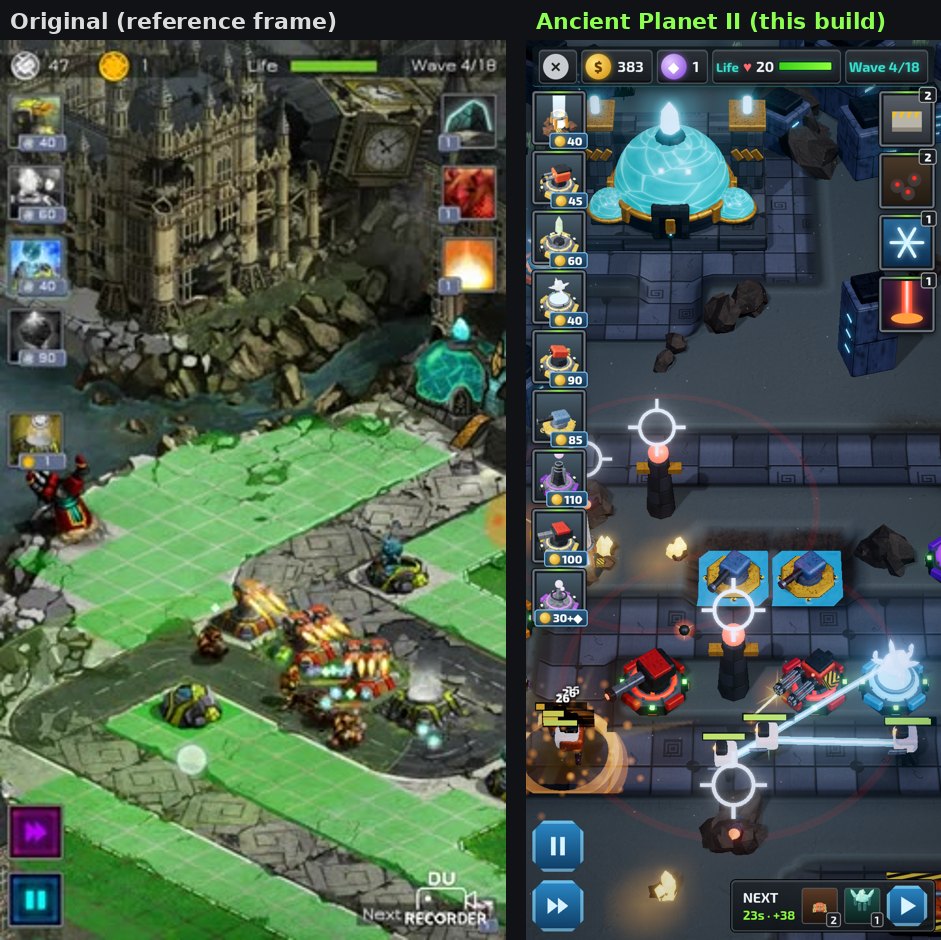 Original (reference frame)
47
1
Life
Wave 4/18
40
60
40
90
1
1
1
1
DU
RECORDER
Next
Ancient Planet II (this build)
383
1
Life ♥ 20
Wave 4/18
40
45
60
40
90
85
110
100
30+◆
2
2
1
1
26
NEXT
23s·+38
2
1